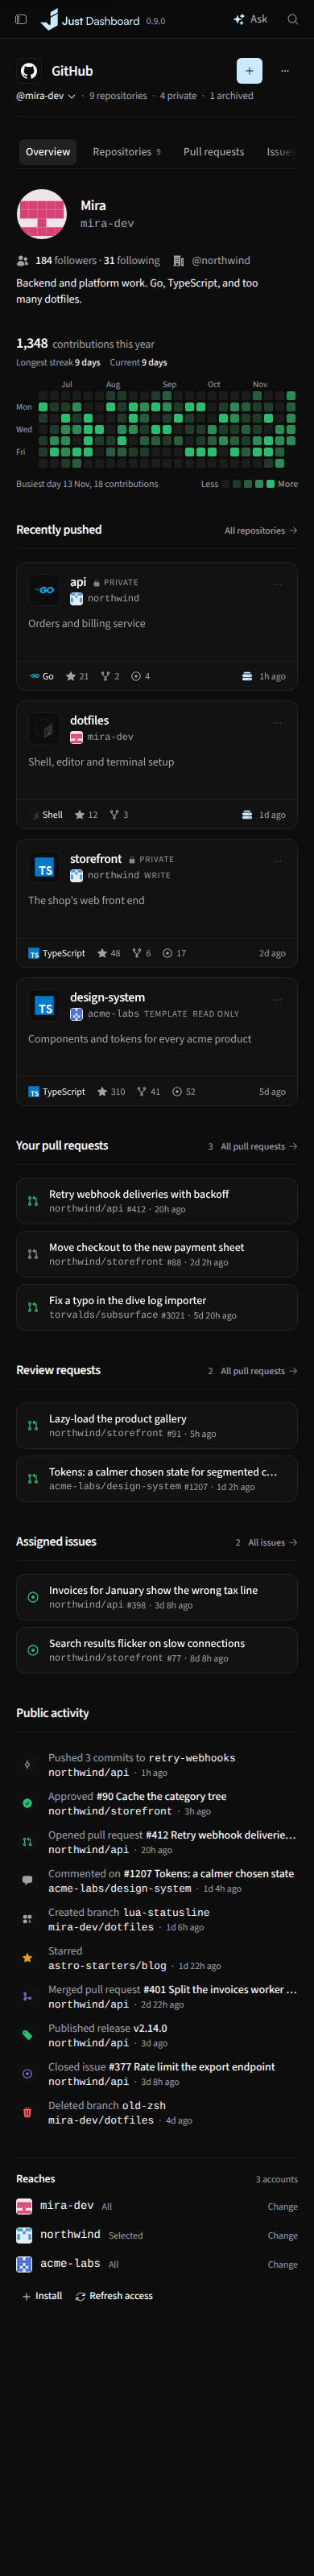 Just Dashboard 0.9.0 Ask
GitHub
@mira-dev · 9 repositories · 4 private · 1 archived
Overview Repositories 9 Pull requests Issues
Mira
mira-dev
184 followers · 31 following @northwind
Backend and platform work. Go, TypeScript, and too
many dotfiles.
1,348 contributions this year
Longest streak 9 days Current 9 days
Jul Aug Sep Oct Nov
Mon
Wed
Fri
Busiest day 13 Nov, 18 contributions Less More
Recently pushed All repositories →
GO api PRIVATE
northwind
Orders and billing service
GO Go 21 2 4 1h ago
dotfiles
mira-dev
Shell, editor and terminal setup
Shell 12 3 1d ago
TS storefront PRIVATE
northwind WRITE
The shop's web front end
TS TypeScript 48 6 17 2d ago
TS design-system
acme-labs TEMPLATE READ ONLY
Components and tokens for every acme product
TS TypeScript 310 41 52 5d ago
Your pull requests 3 All pull requests →
Retry webhook deliveries with backoff
northwind/api #412 · 20h ago
Move checkout to the new payment sheet
northwind/storefront #88 · 2d 2h ago
Fix a typo in the dive log importer
torvalds/subsurface #3021 · 5d 20h ago
Review requests 2 All pull requests →
Lazy-load the product gallery
northwind/storefront #91 · 5h ago
Tokens: a calmer chosen state for segmented c…
acme-labs/design-system #1207 · 1d 2h ago
Assigned issues 2 All issues →
Invoices for January show the wrong tax line
northwind/api #398 · 3d 8h ago
Search results flicker on slow connections
northwind/storefront #77 · 8d 8h ago
Public activity
Pushed 3 commits to retry-webhooks
northwind/api · 1h ago
Approved #90 Cache the category tree
northwind/storefront · 3h ago
Opened pull request #412 Retry webhook deliverie…
northwind/api · 20h ago
Commented on #1207 Tokens: a calmer chosen state
acme-labs/design-system · 1d 4h ago
Created branch lua-statusline
mira-dev/dotfiles · 1d 6h ago
Starred
astro-starters/blog · 1d 22h ago
Merged pull request #401 Split the invoices worker …
northwind/api · 2d 22h ago
Published release v2.14.0
northwind/api · 3d ago
Closed issue #377 Rate limit the export endpoint
northwind/api · 3d 8h ago
Deleted branch old-zsh
mira-dev/dotfiles · 4d ago
Reaches 3 accounts
mira-dev All Change
northwind Selected Change
acme-labs All Change
+ Install Refresh access